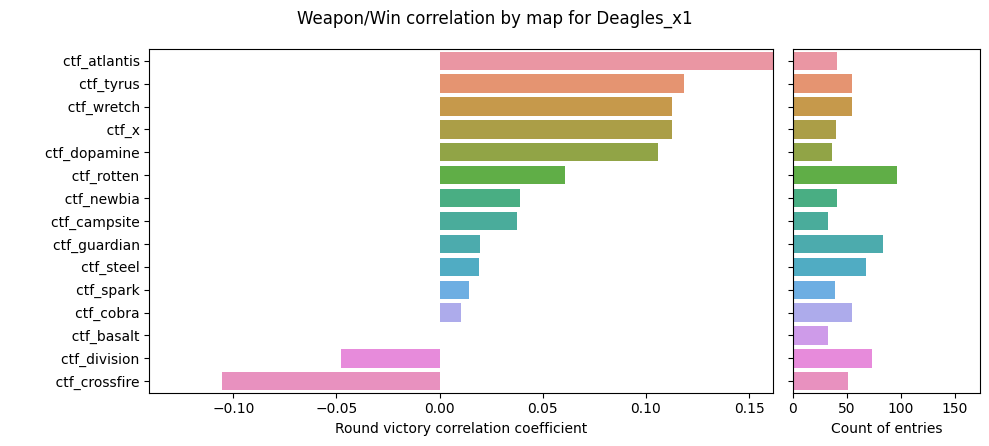 Weapon/Win correlation by map for Deagles_x1
ctf_atlantis
ctf_tyrus
ctf_wretch
ctf_x
ctf_dopamine
ctf_rotten
ctf_newbia
ctf_campsite
ctf_guardian
ctf_steel
ctf_spark
ctf_cobra
ctf_basalt
ctf_division
ctf_crossfire
−0.10 −0.05 0.00 0.05 0.10 0.15
Round victory correlation coefficient
0 50 100 150
Count of entries